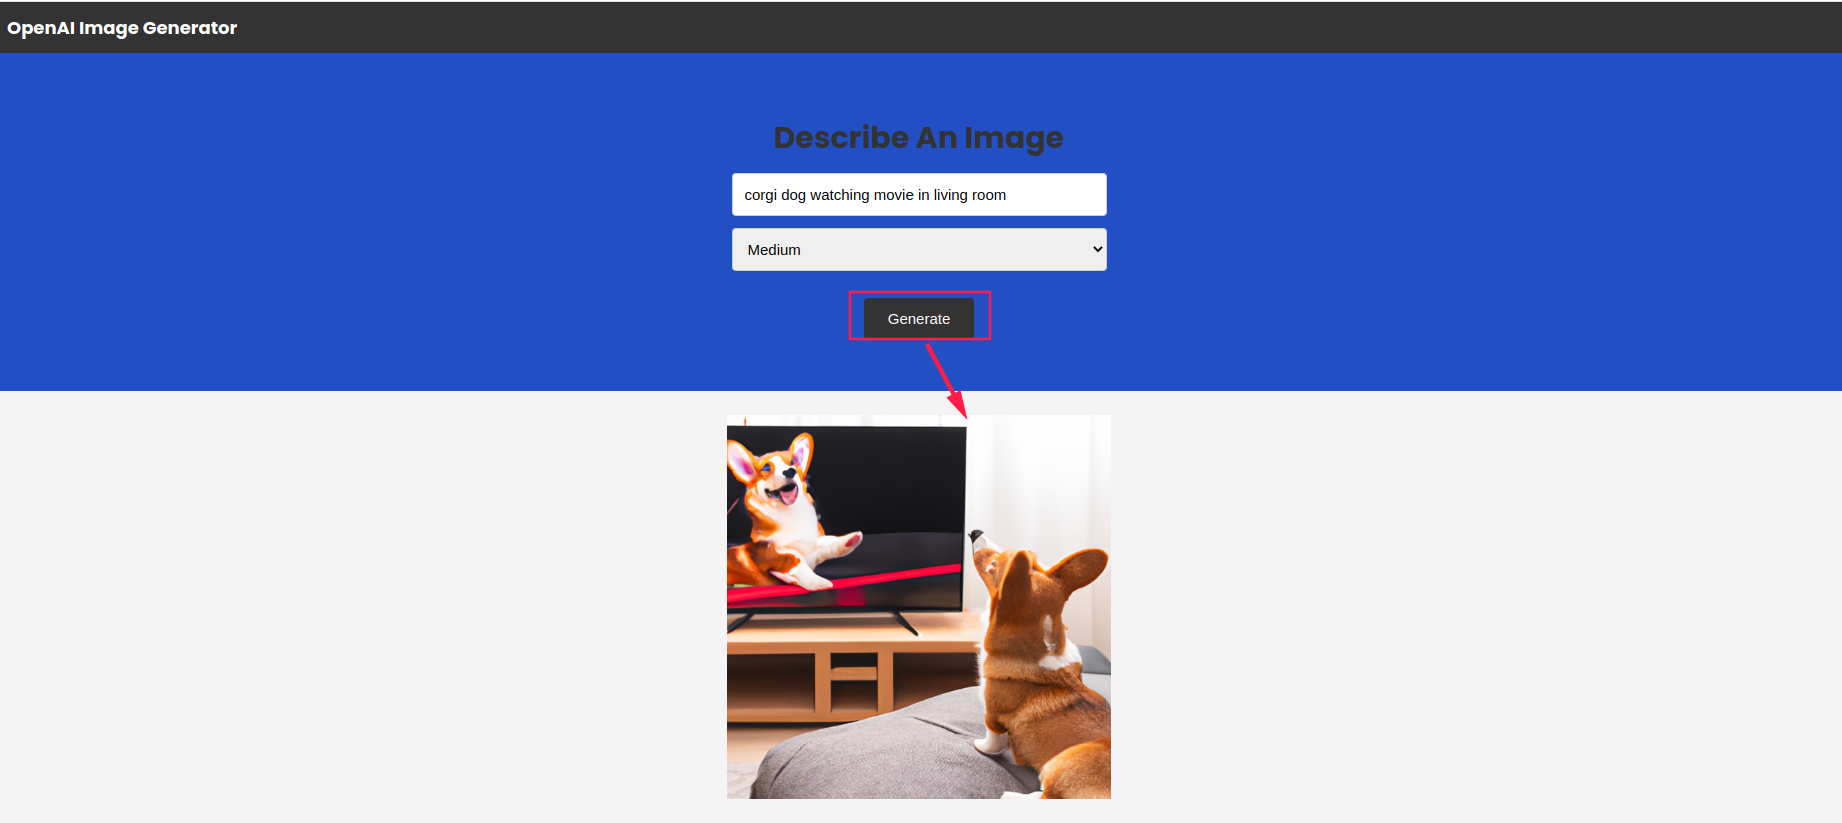 OpenAI Image Generator
Describe An Image
corgi dog watching movie in living room
Medium
Generate